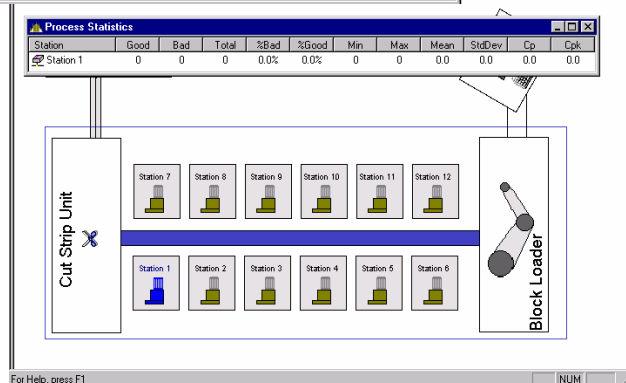 Process Statistics
Station Good Bad Total %Bad %Good Min Max Mean StdDev Cp Cpk
Station 1 0 0 0 0.0% 0.0% 0 0 0.0 0.0 0.0 0.0
Station 7 Station 8 Station 9 Station 10 Station 11 Station 12
Cut Strip Unit
Block Loader
Station 1 Station 2 Station 3 Station 4 Station 5 Station 6
For Help, press F1 NUM